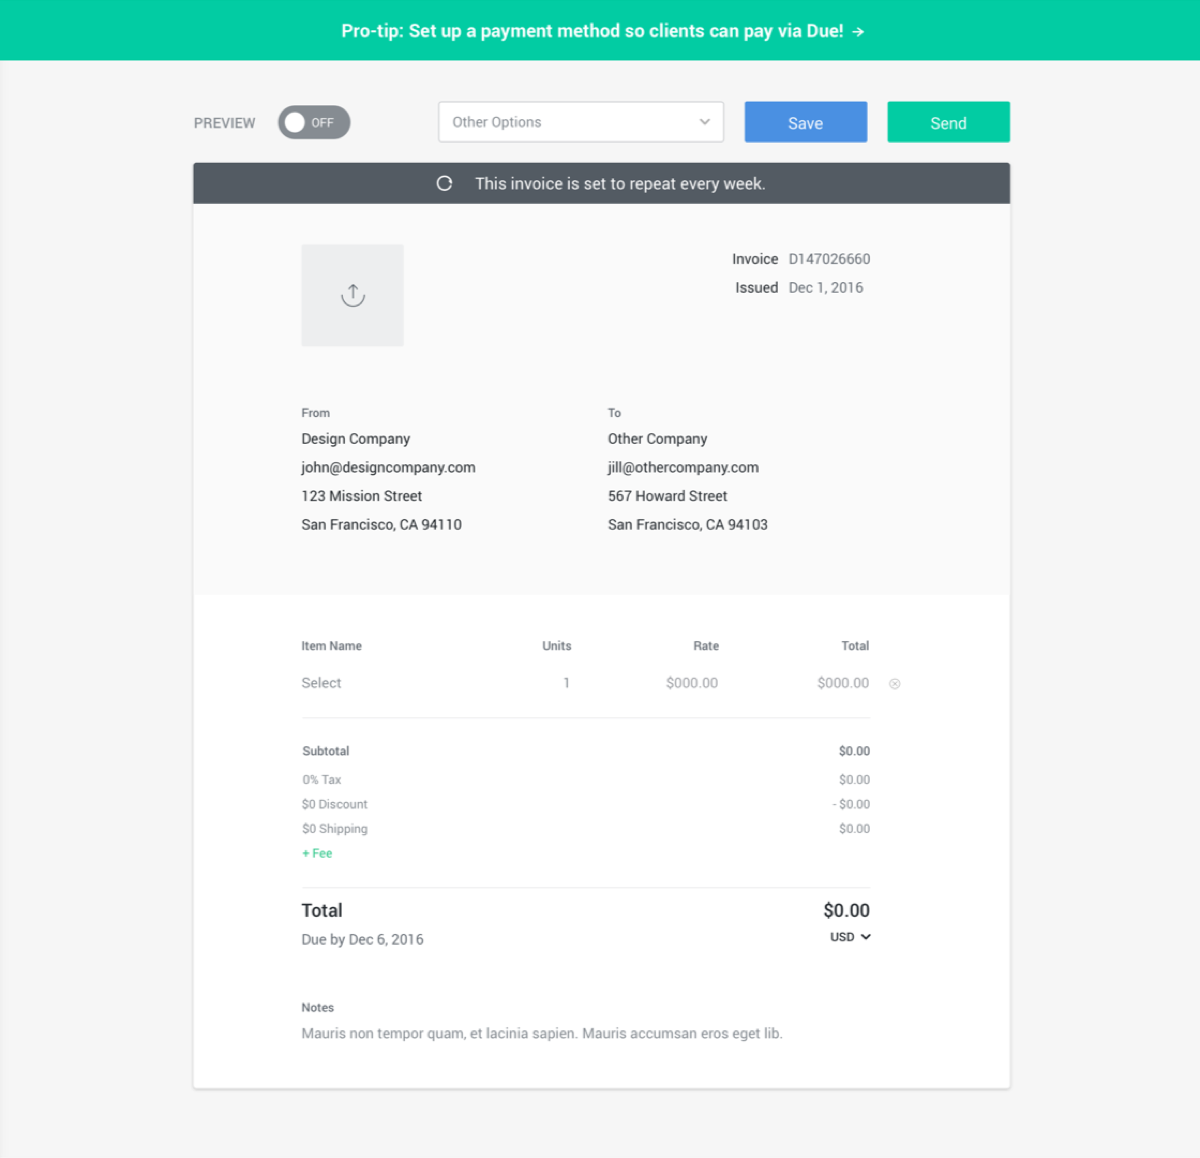 Pro-tip: Set up a payment method so clients can pay via Due! →
PREVIEW OFF Other Options Save Send
This invoice is set to repeat every week.
Invoice D147026660
Issued Dec 1, 2016
From
Design Company
john@designcompany.com
123 Mission Street
San Francisco, CA 94110
To
Other Company
jill@othercompany.com
567 Howard Street
San Francisco, CA 94103
Item Name Units Rate Total
Select 1 $000.00 $000.00
Subtotal $0.00
0% Tax $0.00
$0 Discount - $0.00
$0 Shipping $0.00
+ Fee
Total $0.00
Due by Dec 6, 2016 USD
Notes
Mauris non tempor quam, et lacinia sapien. Mauris accumsan eros eget lib.